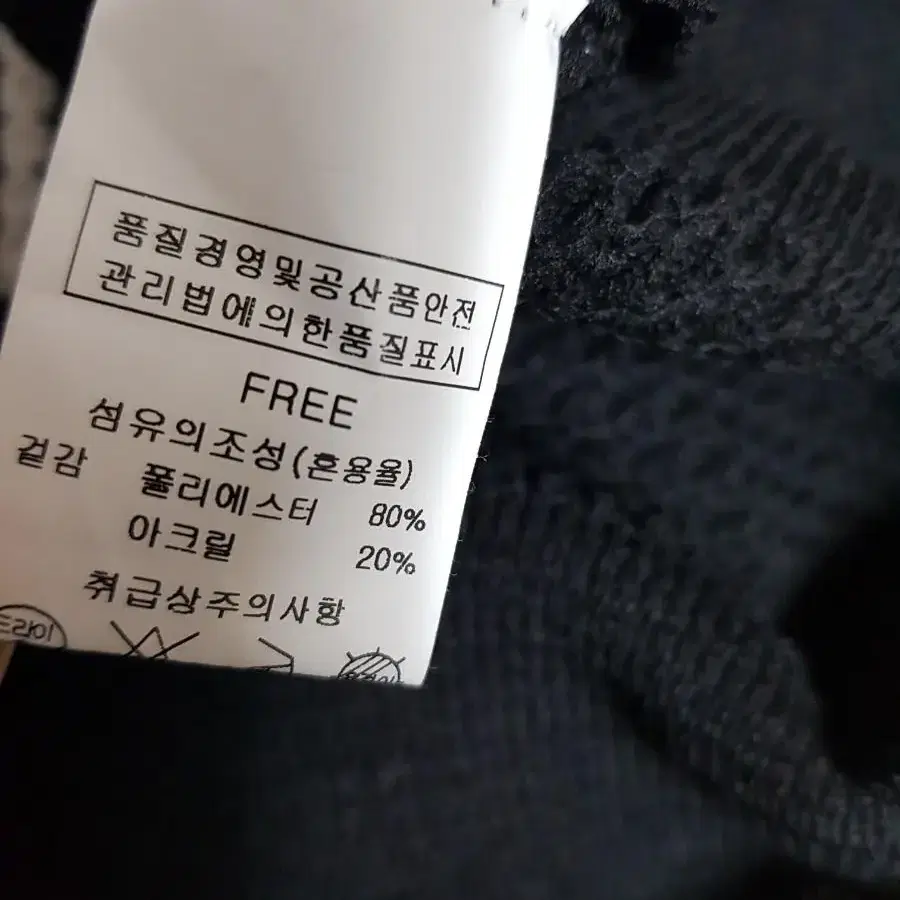 품질경영및공산품안전
관리법에의한품질표시
FREE
섬유의조성(혼용율)
겉감 폴리에스터 80%
아크릴 20%
취급상주의사항
드라이